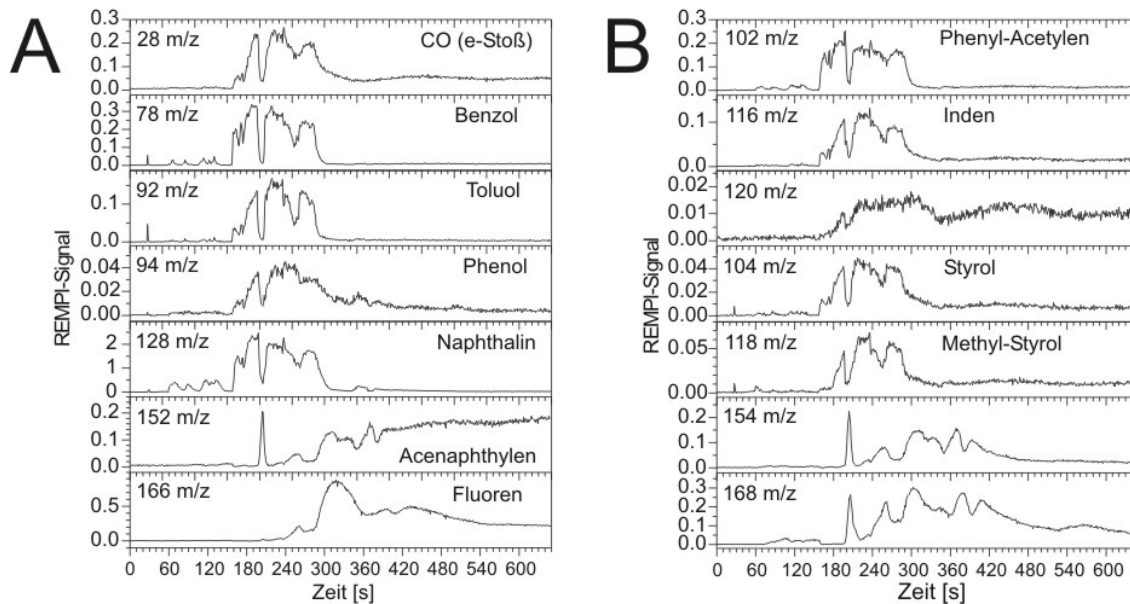 A
REMPI-Signal
28 m/z CO (e-Stoß)
0.3
0.2
0.1
0.0
78 m/z Benzol
0.3
0.2
0.1
0.0
92 m/z Toluol
0.1
0.0
94 m/z Phenol
0.04
0.02
0.00
128 m/z Naphthalin
2
1
0
152 m/z Acenaphthylen
0.2
0.1
0.0
166 m/z Fluoren
0.5
0.0
0 60 120 180 240 300 360 420 480 540 600
Zeit [s]
B
REMPI-Signal
102 m/z Phenyl-Acetylen
0.3
0.2
0.1
0.0
116 m/z Inden
0.1
0.0
120 m/z
0.02
0.01
0.00
104 m/z Styrol
0.04
0.02
0.00
118 m/z Methyl-Styrol
0.05
0.00
154 m/z
0.2
0.1
0.0
168 m/z
0.3
0.2
0.1
0.0
0 60 120 180 240 300 360 420 480 540 600
Zeit [s]